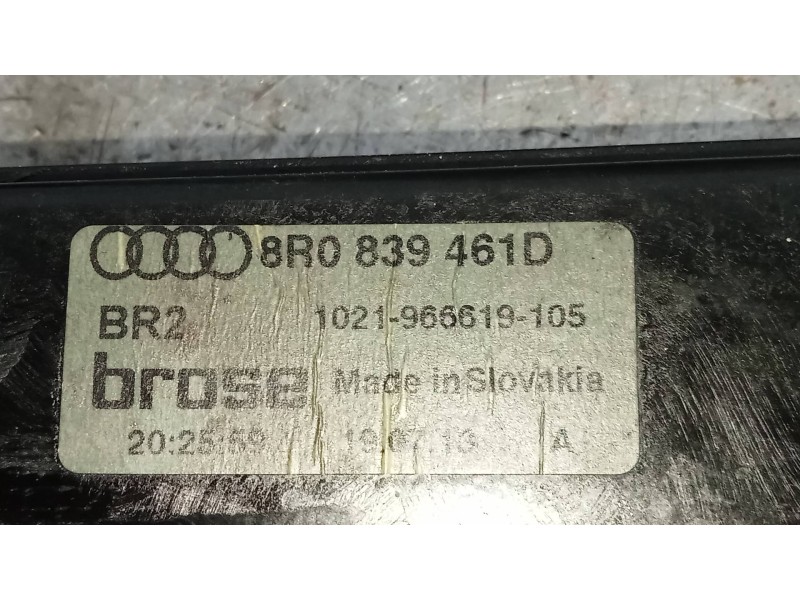 8R0 839 461D
BR2 1021-966619-105
brose Made in Slovakia
20:25:59 19.07.13 A